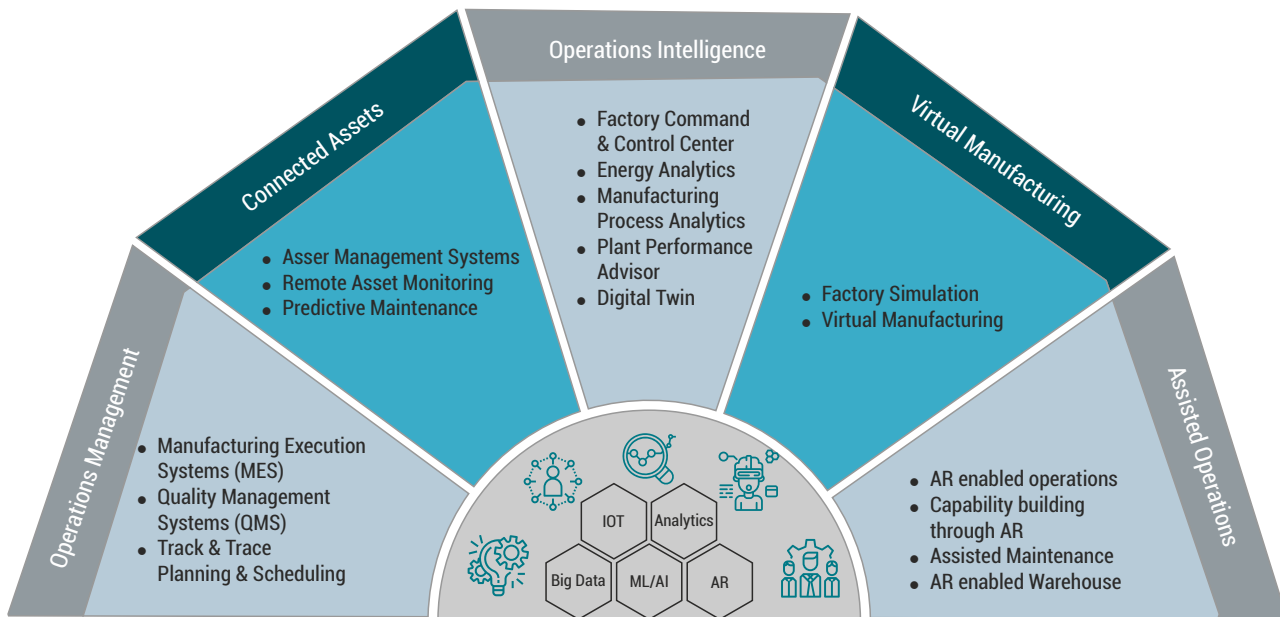 Operations Management
Manufacturing Execution
Systems (MES)
Quality Management
Systems (QMS)
Track & Trace
Planning & Scheduling
Connected Assets
Asser Management Systems
Remote Asset Monitoring
Predictive Maintenance
Operations Intelligence
Factory Command
& Control Center
Energy Analytics
Manufacturing
Process Analytics
Plant Performance
Advisor
Digital Twin
Virtual Manufacturing
Factory Simulation
Virtual Manufacturing
Assisted Operations
AR enabled operations
Capability building
through AR
Assisted Maintenance
AR enabled Warehouse
IOT
Analytics
Big Data
ML/AI
AR